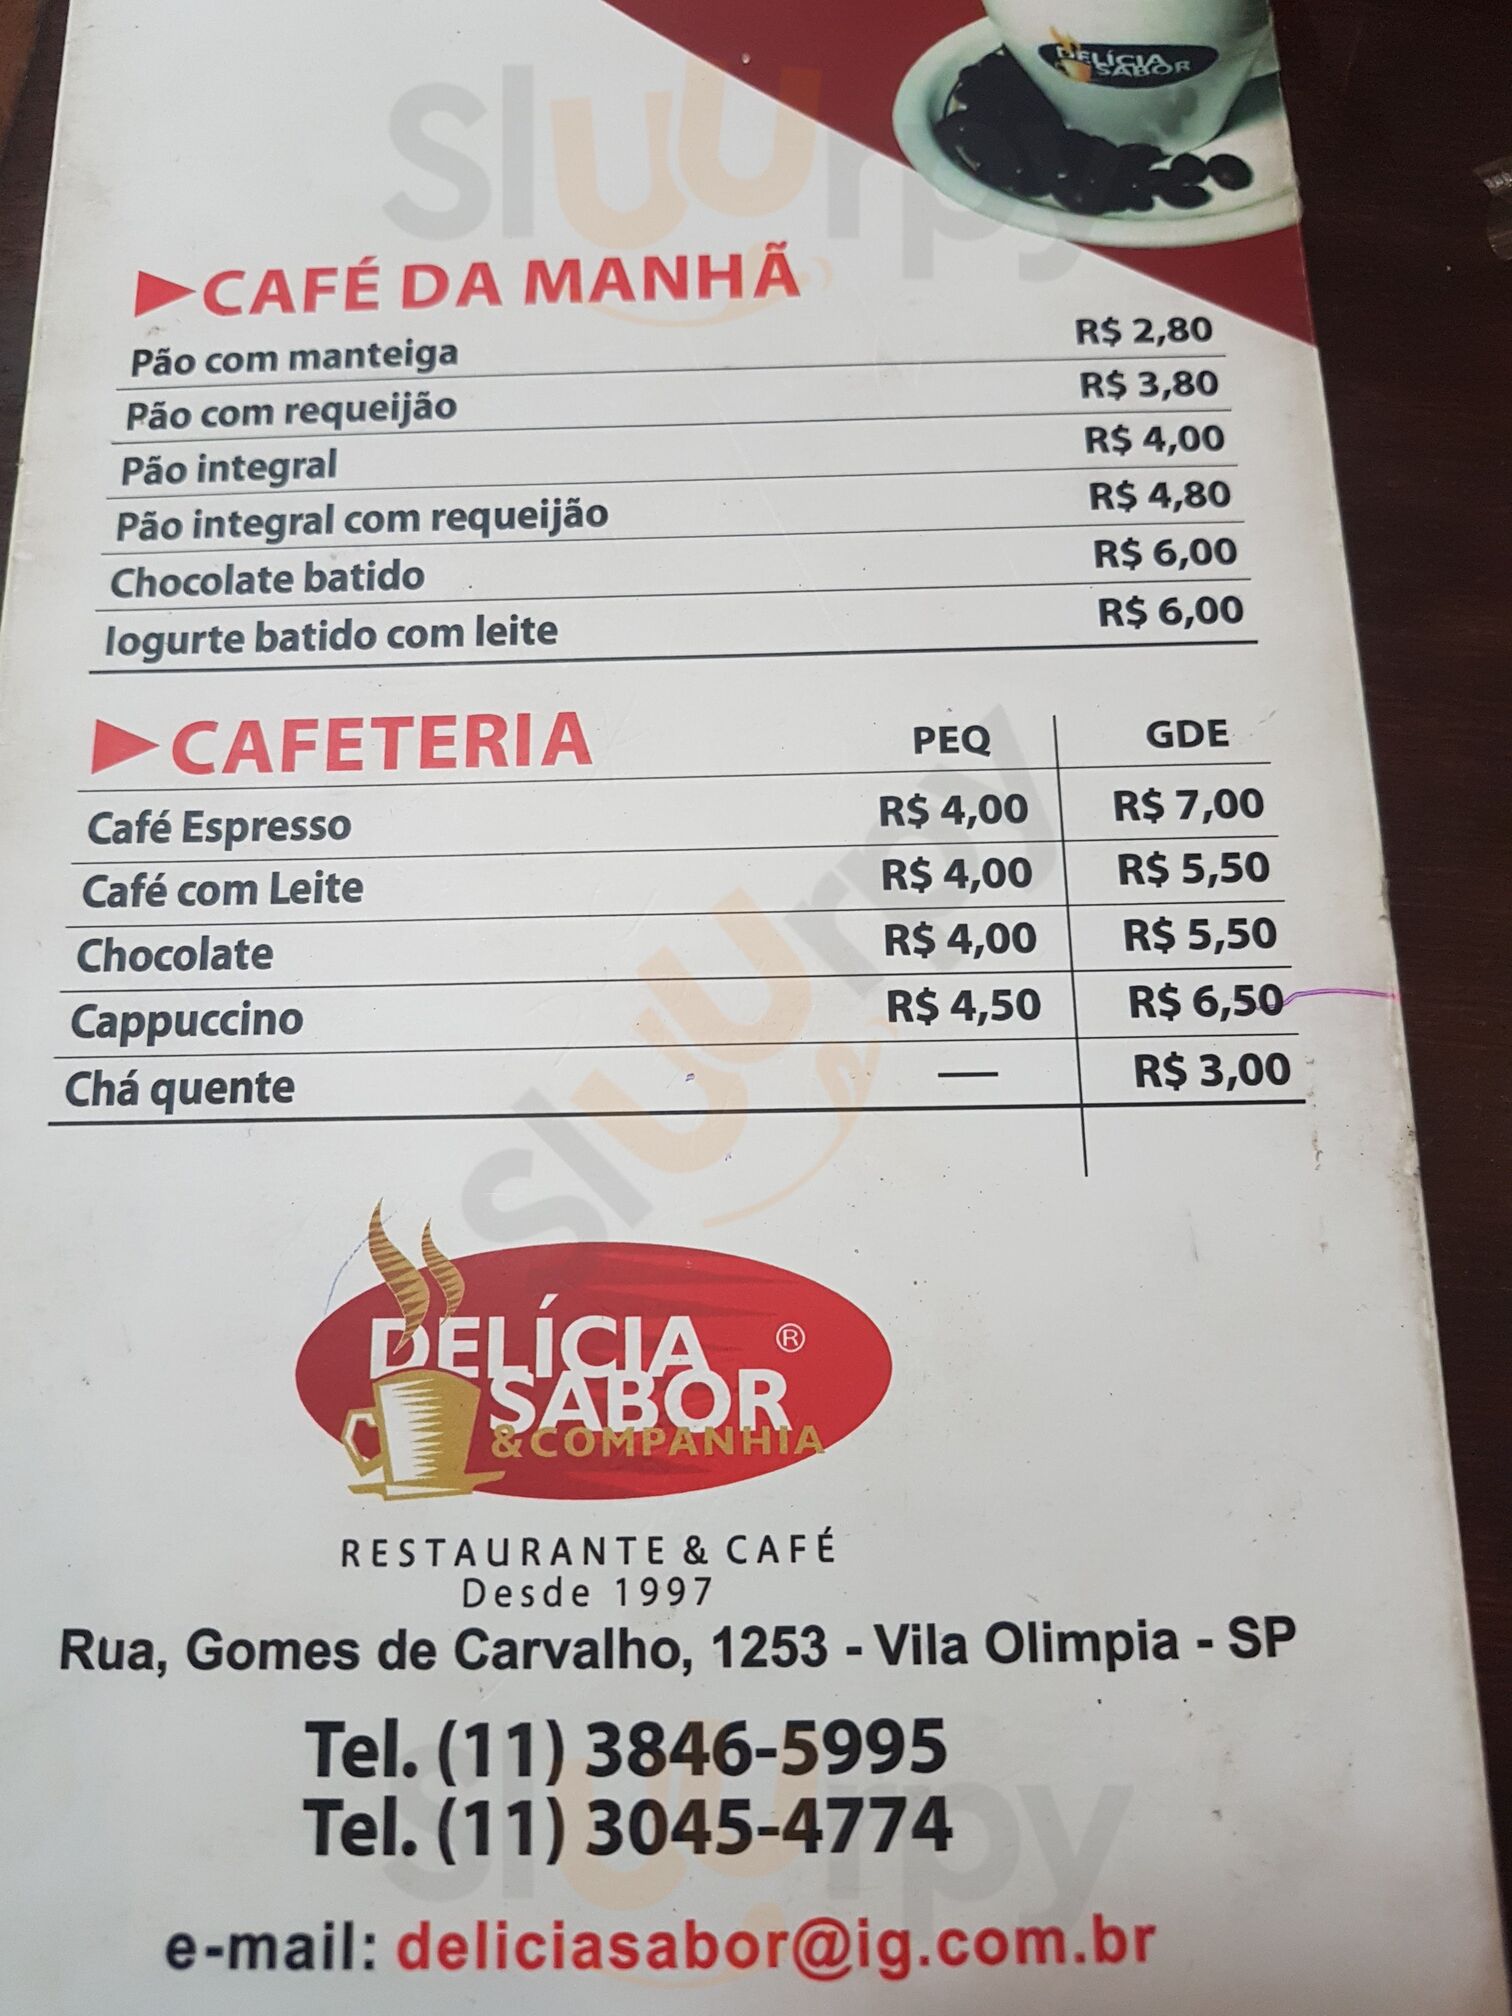 DELÍCIA
SABOR
Sluurpy
►CAFÉ DA MANHÃ
Pão com manteiga R$ 2,80
Pão com requeijão R$ 3,80
Pão integral R$ 4,00
Pão integral com requeijão R$ 4,80
Chocolate batido R$ 6,00
Iogurte batido com leite R$ 6,00
►CAFETERIA PEQ GDE
Café Espresso R$ 4,00 R$ 7,00
Café com Leite R$ 4,00 R$ 5,50
Chocolate R$ 4,00 R$ 5,50
Cappuccino R$ 4,50 R$ 6,50
Chá quente — R$ 3,00
Sluurpy
DELÍCIA ®
SABOR
& COMPANHIA
RESTAURANTE & CAFÉ
Desde 1997
Rua, Gomes de Carvalho, 1253 - Vila Olimpia - SP
Tel. (11) 3846-5995
Tel. (11) 3045-4774
Sluurpy
e-mail: deliciasabor@ig.com.br